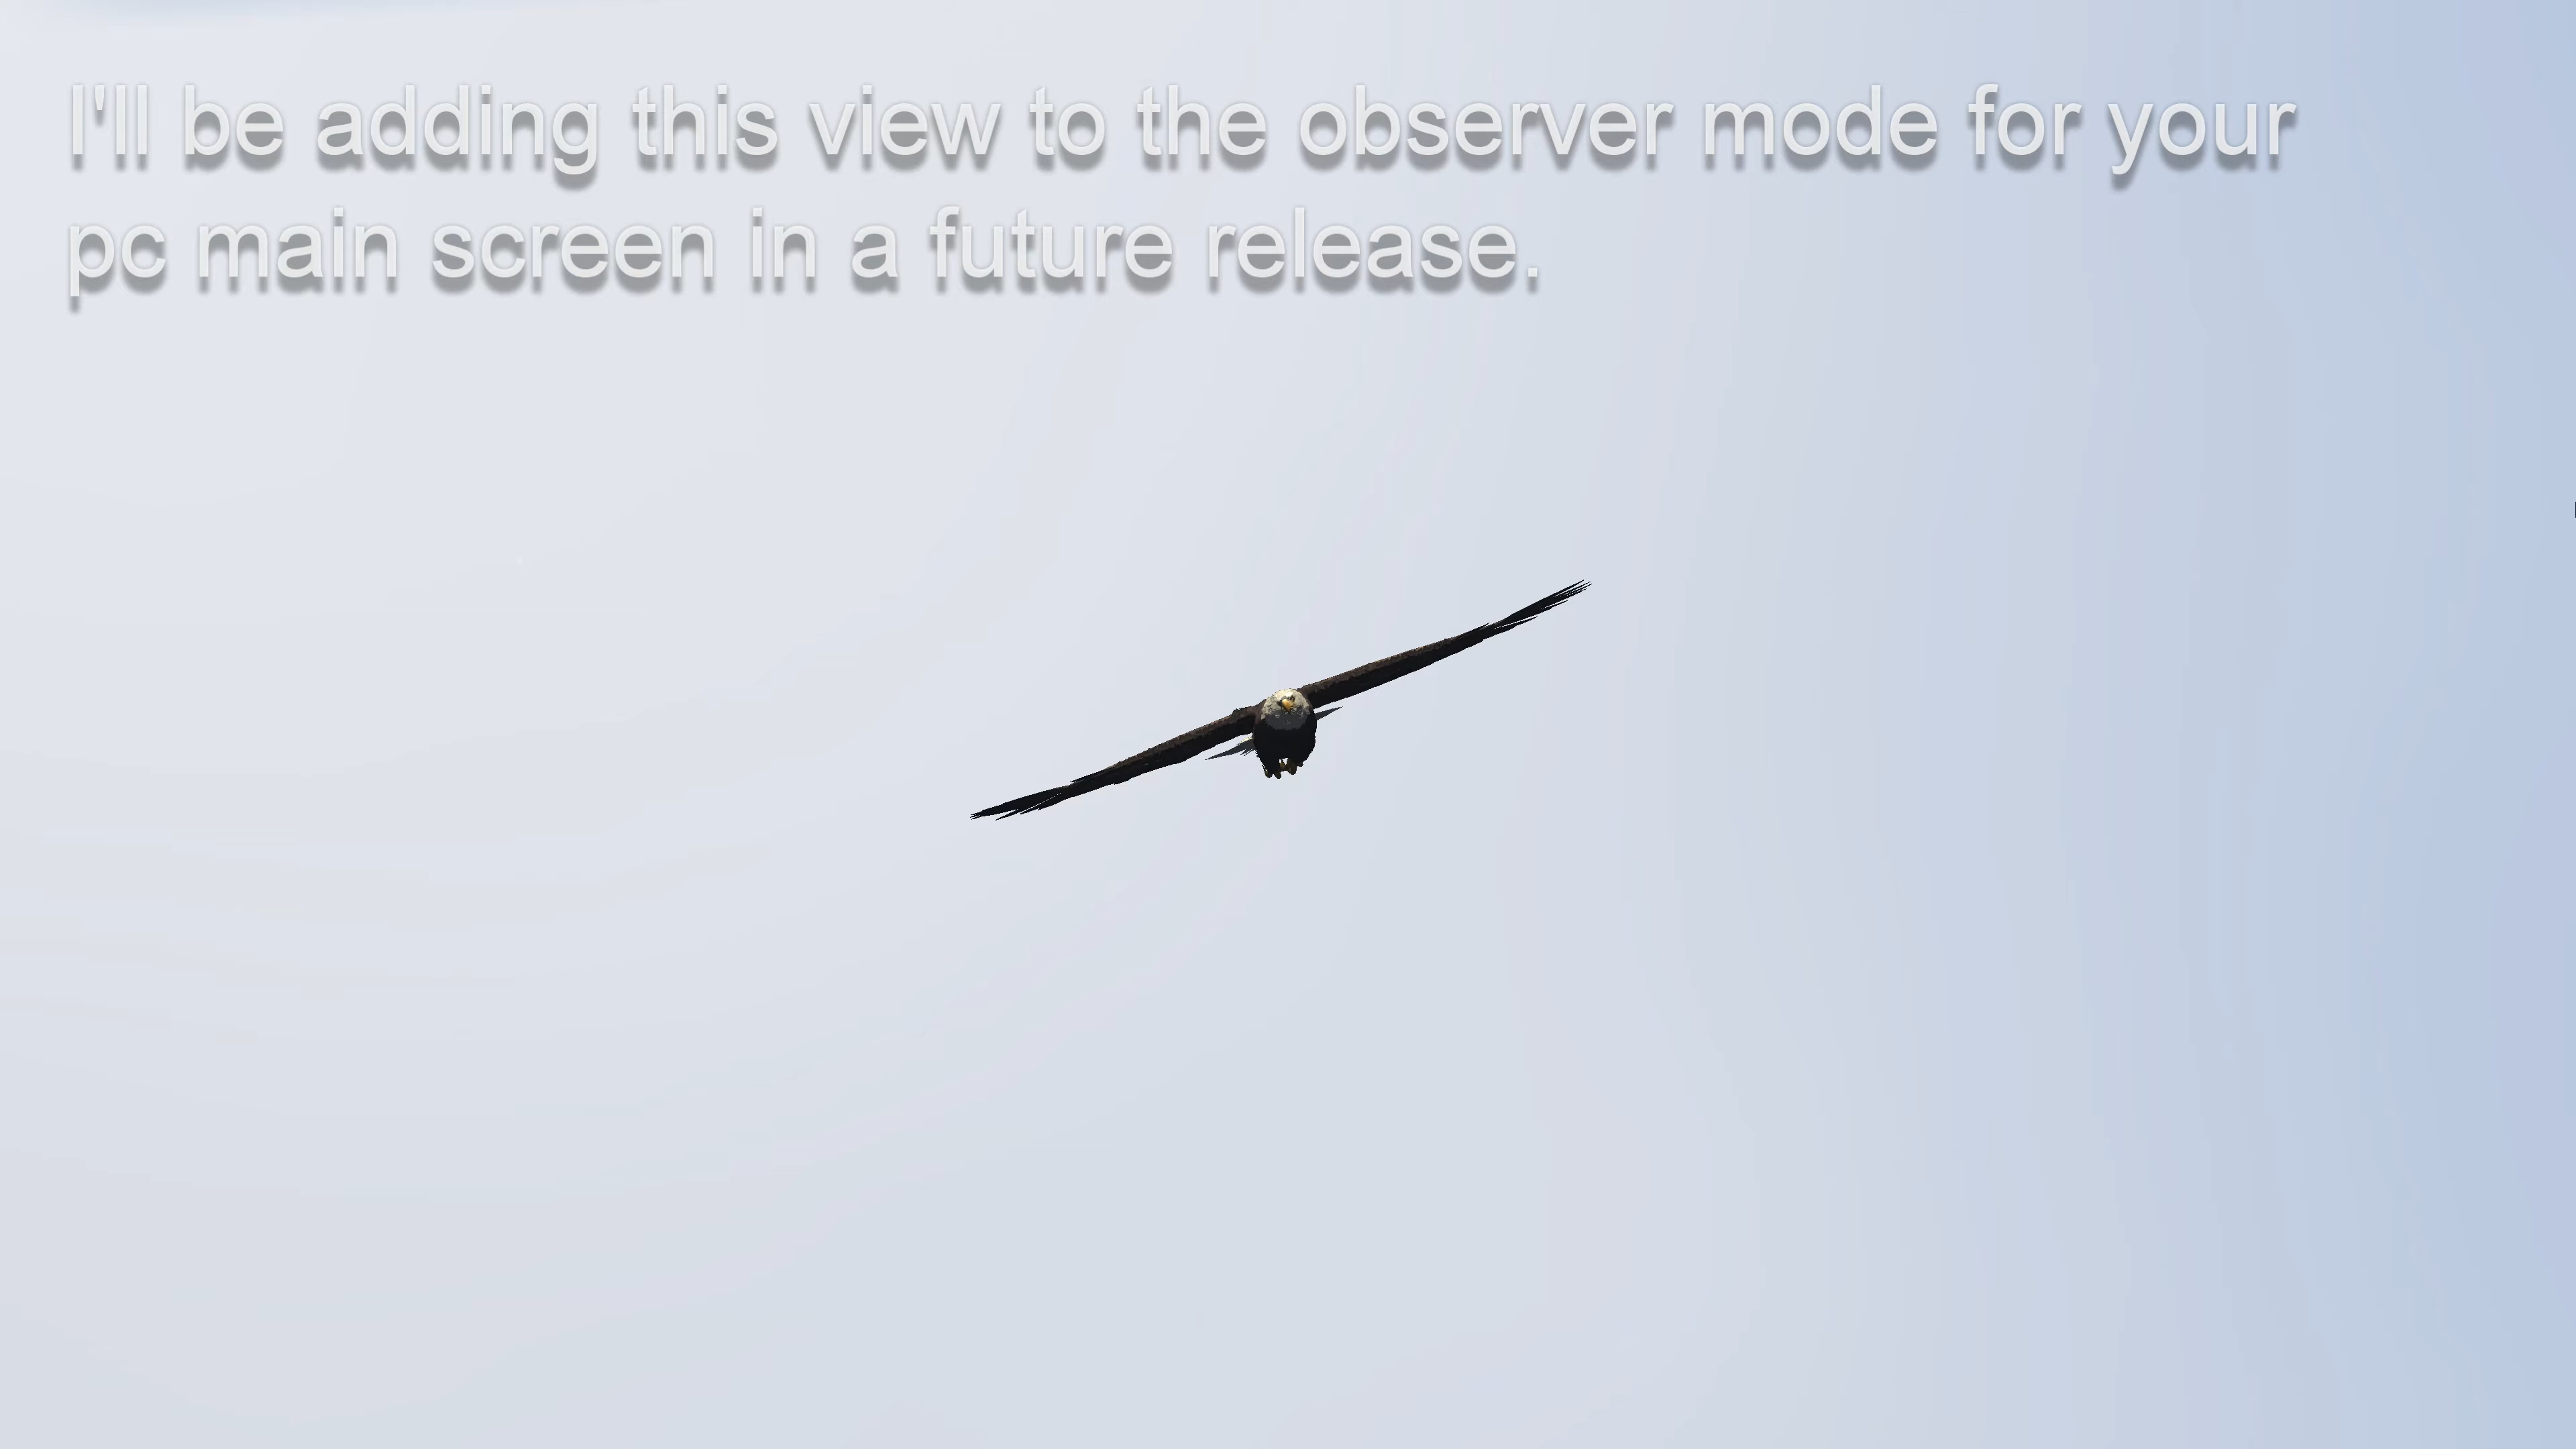 I'll be adding this view to the observer mode for your
pc main screen in a future release.